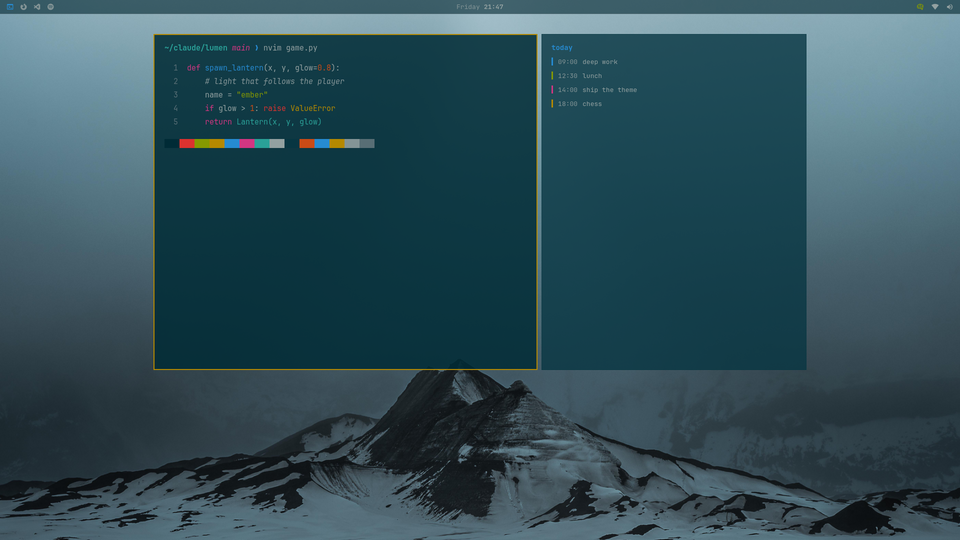 Friday 21:47
~/claude/lumen main ❯ nvim game.py
1 def spawn_lantern(x, y, glow=0.8):
2 # light that follows the player
3 name = "ember"
4 if glow > 1: raise ValueError
5 return Lantern(x, y, glow)
today
09:00 deep work
12:30 lunch
14:00 ship the theme
18:00 chess